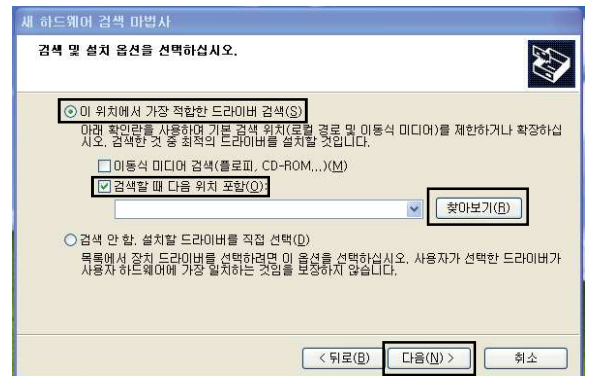 새 하드웨어 검색 마법사
검색 및 설치 옵션을 선택하십시오.
이 위치에서 가장 적합한 드라이버 검색(S)
아래 확인란을 사용하여 기본 검색 위치(로컬 경로 및 이동식 미디어)를 제한하거나 확장하십
시오. 검색한 것 중 최적의 드라이버를 설치할 것입니다.
이동식 미디어 검색(플로피, CD-ROM...)(M)
검색할 때 다음 위치 포함(O):
찾아보기(R)
검색 안 함. 설치할 드라이버를 직접 선택(D)
목록에서 장치 드라이버를 선택하려면 이 옵션을 선택하십시오. 사용자가 선택한 드라이버가
사용자 하드웨어에 가장 일치하는 것임을 보장하지 않습니다.
< 뒤로(B) 다음(N) > 취소